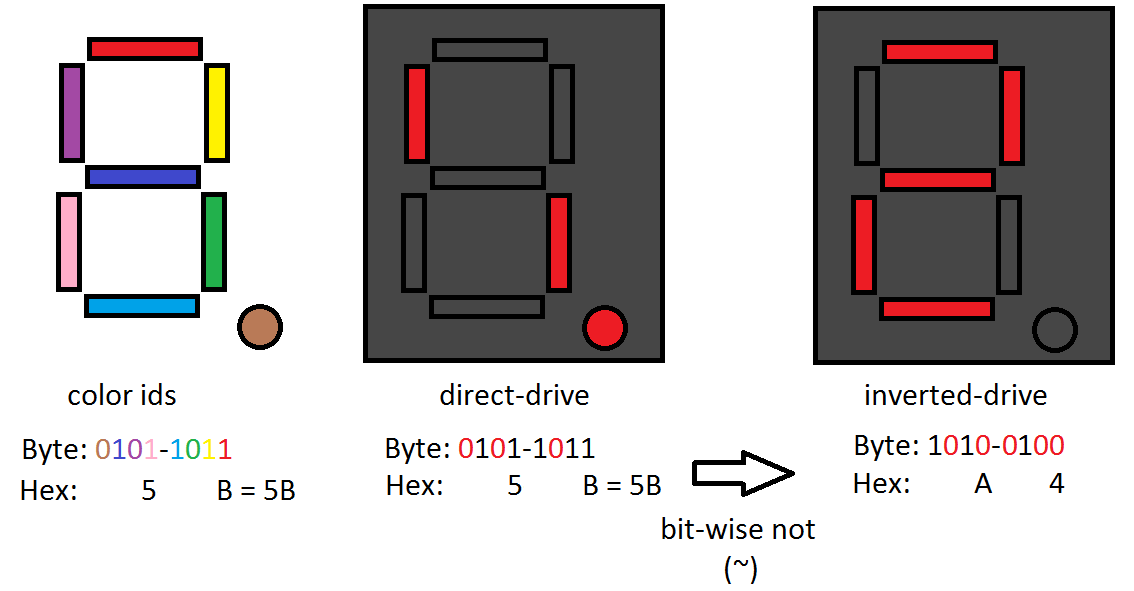 color ids
Byte: 0101-1011
Hex: 5 B = 5B
direct-drive
Byte: 0101-1011
Hex: 5 B = 5B
bit-wise not
(~)
inverted-drive
Byte: 1010-0100
Hex: A 4